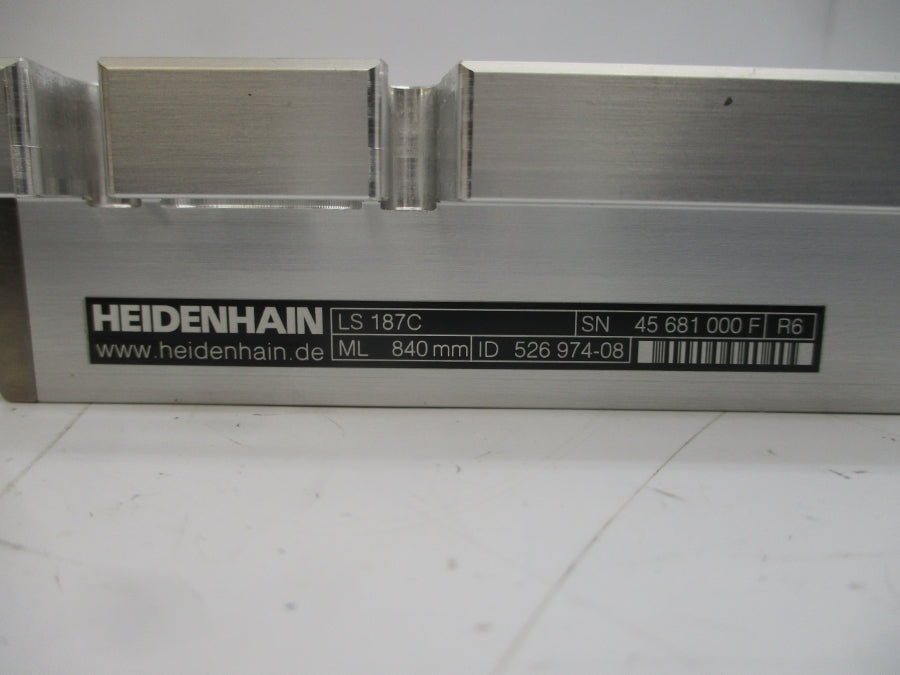 HEIDENHAIN LS 187C SN 45 681 000 F R6
www.heidenhain.de ML 840 mm ID 526 974-08